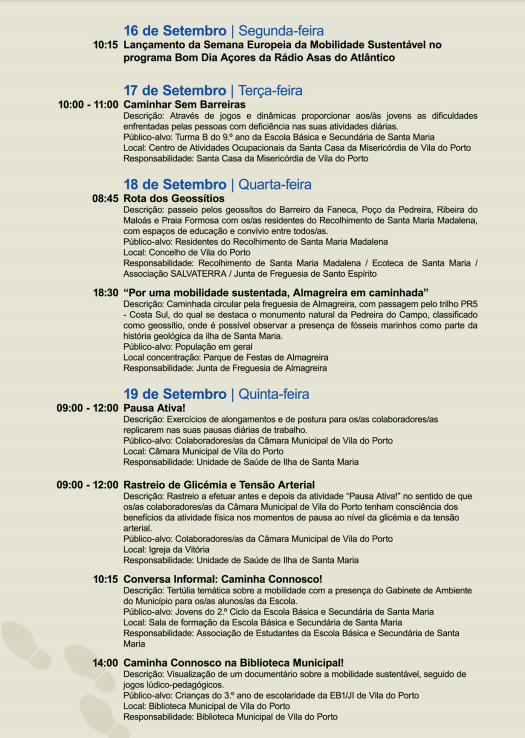 16 de Setembro | Segunda-feira
10:15 Lançamento da Semana Europeia da Mobilidade Sustentável no
programa Bom Dia Açores da Rádio Asas do Atlântico
17 de Setembro | Terça-feira
10:00 - 11:00 Caminhar Sem Barreiras
Descrição: Através de jogos e dinâmicas proporcionar aos/às jovens as dificuldades
enfrentadas pelas pessoas com deficiência nas suas atividades diárias.
Público-alvo: Turma B do 9.º ano da Escola Básica e Secundária de Santa Maria
Local: Centro de Atividades Ocupacionais da Santa Casa da Misericórdia de Vila do Porto
Responsabilidade: Santa Casa da Misericórdia de Vila do Porto
18 de Setembro | Quarta-feira
08:45 Rota dos Geossítios
Descrição: passeio pelos geossítos do Barreiro da Faneca, Poço da Pedreira, Ribeira do
Maloás e Praia Formosa com os/as residentes do Recolhimento de Santa Maria Madalena,
com espaços de educação e convívio entre todos/as.
Público-alvo: Residentes do Recolhimento de Santa Maria Madalena
Local: Concelho de Vila do Porto
Responsabilidade: Recolhimento de Santa Maria Madalena / Ecoteca de Santa Maria /
Associação SALVATERRA / Junta de Freguesia de Santo Espírito
18:30 “Por uma mobilidade sustentada, Almagreira em caminhada”
Descrição: Caminhada circular pela freguesia de Almagreira, com passagem pelo trilho PR5
- Costa Sul, do qual se destaca o monumento natural da Pedreira do Campo, classificado
como geossítio, onde é possível observar a presença de fósseis marinhos como parte da
história geológica da ilha de Santa Maria.
Público-alvo: População em geral
Local concentração: Parque de Festas de Almagreira
Responsabilidade: Junta de Freguesia de Almagreira
19 de Setembro | Quinta-feira
09:00 - 12:00 Pausa Ativa!
Descrição: Exercícios de alongamentos e de postura para os/as colaboradores/as
replicarem nas suas pausas diárias de trabalho.
Público-alvo: Colaboradores/as da Câmara Municipal de Vila do Porto
Local: Câmara Municipal de Vila do Porto
Responsabilidade: Unidade de Saúde de Ilha de Santa Maria
09:00 - 12:00 Rastreio de Glicémia e Tensão Arterial
Descrição: Rastreio a efetuar antes e depois da atividade “Pausa Ativa!” no sentido de que
os/as colaboradores/as da Câmara Municipal de Vila do Porto tenham consciência dos
benefícios da atividade física nos momentos de pausa ao nível da glicémia e da tensão
arterial.
Público-alvo: Colaboradores/as da Câmara Municipal de Vila do Porto
Local: Igreja da Vitória
Responsabilidade: Unidade de Saúde de Ilha de Santa Maria
10:15 Conversa Informal: Caminha Connosco!
Descrição: Tertúlia temática sobre a mobilidade com a presença do Gabinete de Ambiente
do Município para os/as alunos/as da Escola.
Público-alvo: Jovens do 2.º Ciclo da Escola Básica e Secundária de Santa Maria
Local: Sala de formação da Escola Básica e Secundária de Santa Maria
Responsabilidade: Associação de Estudantes da Escola Básica e Secundária de Santa
Maria
14:00 Caminha Connosco na Biblioteca Municipal!
Descrição: Visualização de um documentário sobre a mobilidade sustentável, seguido de
jogos lúdico-pedagógicos.
Público-alvo: Crianças do 3.º ano de escolaridade da EB1/JI de Vila do Porto
Local: Biblioteca Municipal de Vila do Porto
Responsabilidade: Biblioteca Municipal de Vila do Porto